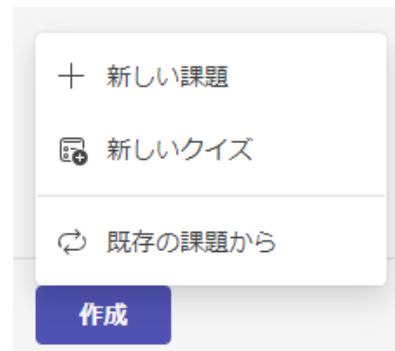 新しい課題
新しいクイズ
既存の課題から
作成